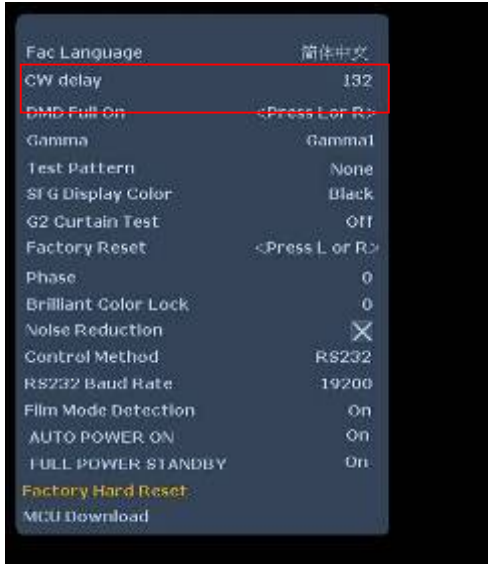 Fac Language 简体中文
CW delay 132
DMD Full On <Press L or R>
Gamma Gamma1
Test Pattern None
SFG Display Color Black
G2 Curtain Test Off
Factory Reset <Press L or R>
Phase 0
Brilliant Color Lock 0
Noise Reduction
Control Method RS232
RS232 Baud Rate 19200
Film Mode Detection On
AUTO POWER ON On
FULL POWER STANDBY On
Factory Hard Reset
MCU Download